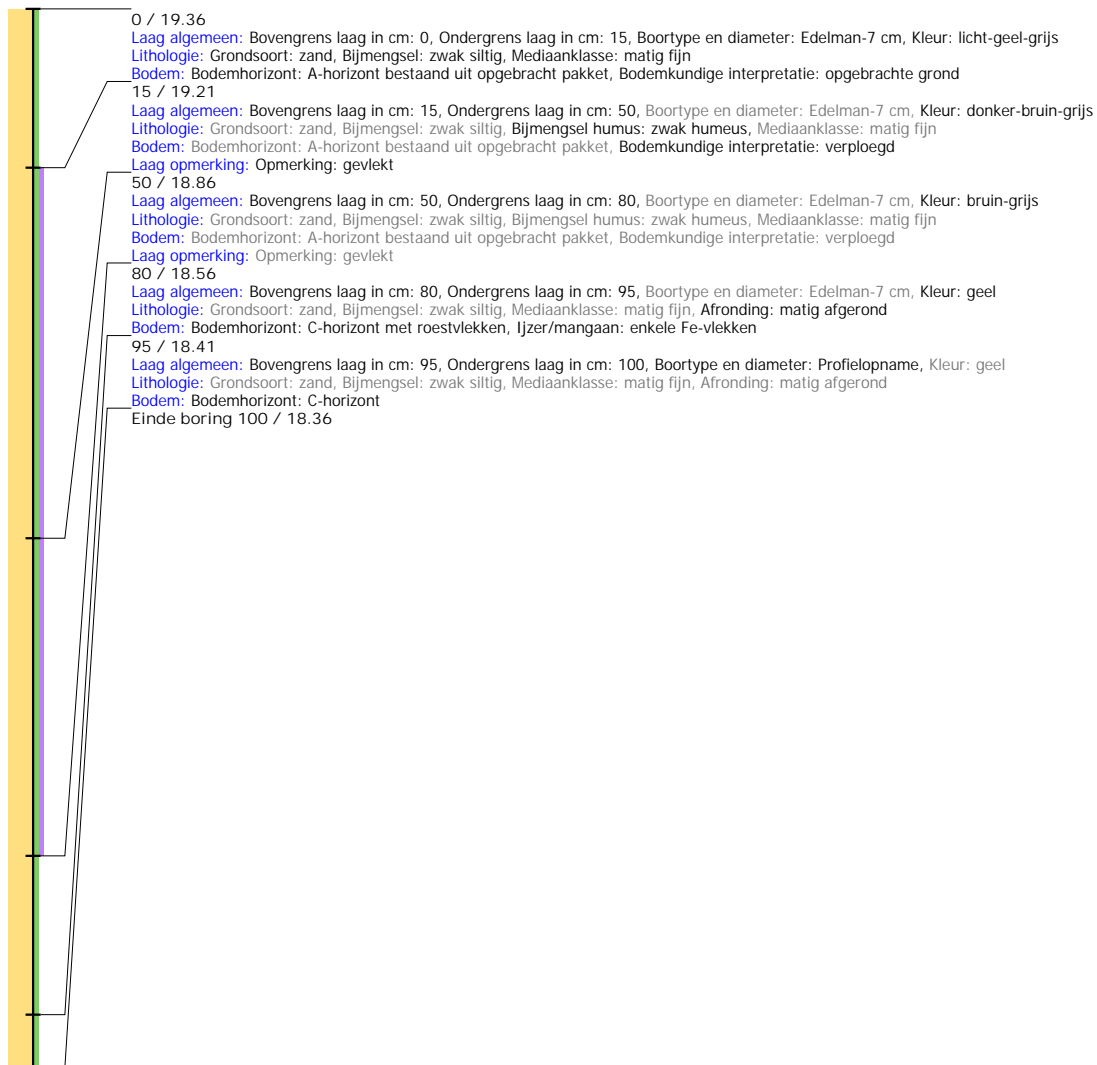 0 / 19.36
Laag algemeen: Bovengrens laag in cm: 0, Ondergrens laag in cm: 15, Boortype en diameter: Edelman-7 cm, Kleur: licht-geel-grijs
Lithologie: Grondsoort: zand, Bijmengsel: zwak siltig, Mediaanklasse: matig fijn
Bodem: Bodemhorizont: A-horizont bestaand uit opgebracht pakket, Bodemkundige interpretatie: opgebrachte grond
15 / 19.21
Laag algemeen: Bovengrens laag in cm: 15, Ondergrens laag in cm: 50, Boortype en diameter: Edelman-7 cm, Kleur: donker-bruin-grijs
Lithologie: Grondsoort: zand, Bijmengsel: zwak siltig, Bijmengsel humus: zwak humeus, Mediaanklasse: matig fijn
Bodem: Bodemhorizont: A-horizont bestaand uit opgebracht pakket, Bodemkundige interpretatie: verploegd
Laag opmerking: Opmerking: gevlekt
50 / 18.86
Laag algemeen: Bovengrens laag in cm: 50, Ondergrens laag in cm: 80, Boortype en diameter: Edelman-7 cm, Kleur: bruin-grijs
Lithologie: Grondsoort: zand, Bijmengsel: zwak siltig, Bijmengsel humus: zwak humeus, Mediaanklasse: matig fijn
Bodem: Bodemhorizont: A-horizont bestaand uit opgebracht pakket, Bodemkundige interpretatie: verploegd
Laag opmerking: Opmerking: gevlekt
80 / 18.56
Laag algemeen: Bovengrens laag in cm: 80, Ondergrens laag in cm: 95, Boortype en diameter: Edelman-7 cm, Kleur: geel
Lithologie: Grondsoort: zand, Bijmengsel: zwak siltig, Mediaanklasse: matig fijn, Afronding: matig afgerond
Bodem: Bodemhorizont: C-horizont met roestvlekken, Ijzer/mangaan: enkele Fe-vlekken
95 / 18.41
Laag algemeen: Bovengrens laag in cm: 95, Ondergrens laag in cm: 100, Boortype en diameter: Profielopname, Kleur: geel
Lithologie: Grondsoort: zand, Bijmengsel: zwak siltig, Mediaanklasse: matig fijn, Afronding: matig afgerond
Bodem: Bodemhorizont: C-horizont
Einde boring 100 / 18.36